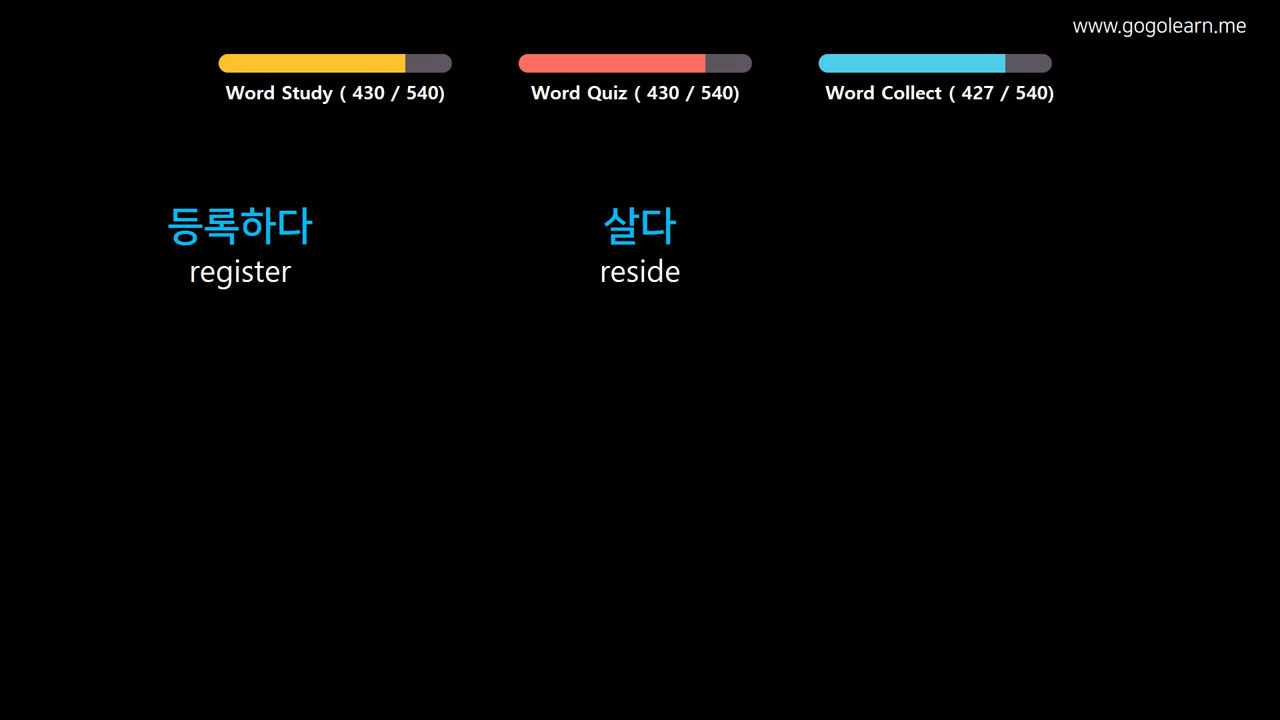 www.gogolearn.me
Word Study ( 430 / 540)
Word Quiz ( 430 / 540)
Word Collect ( 427 / 540)
등록하다
register
살다
reside